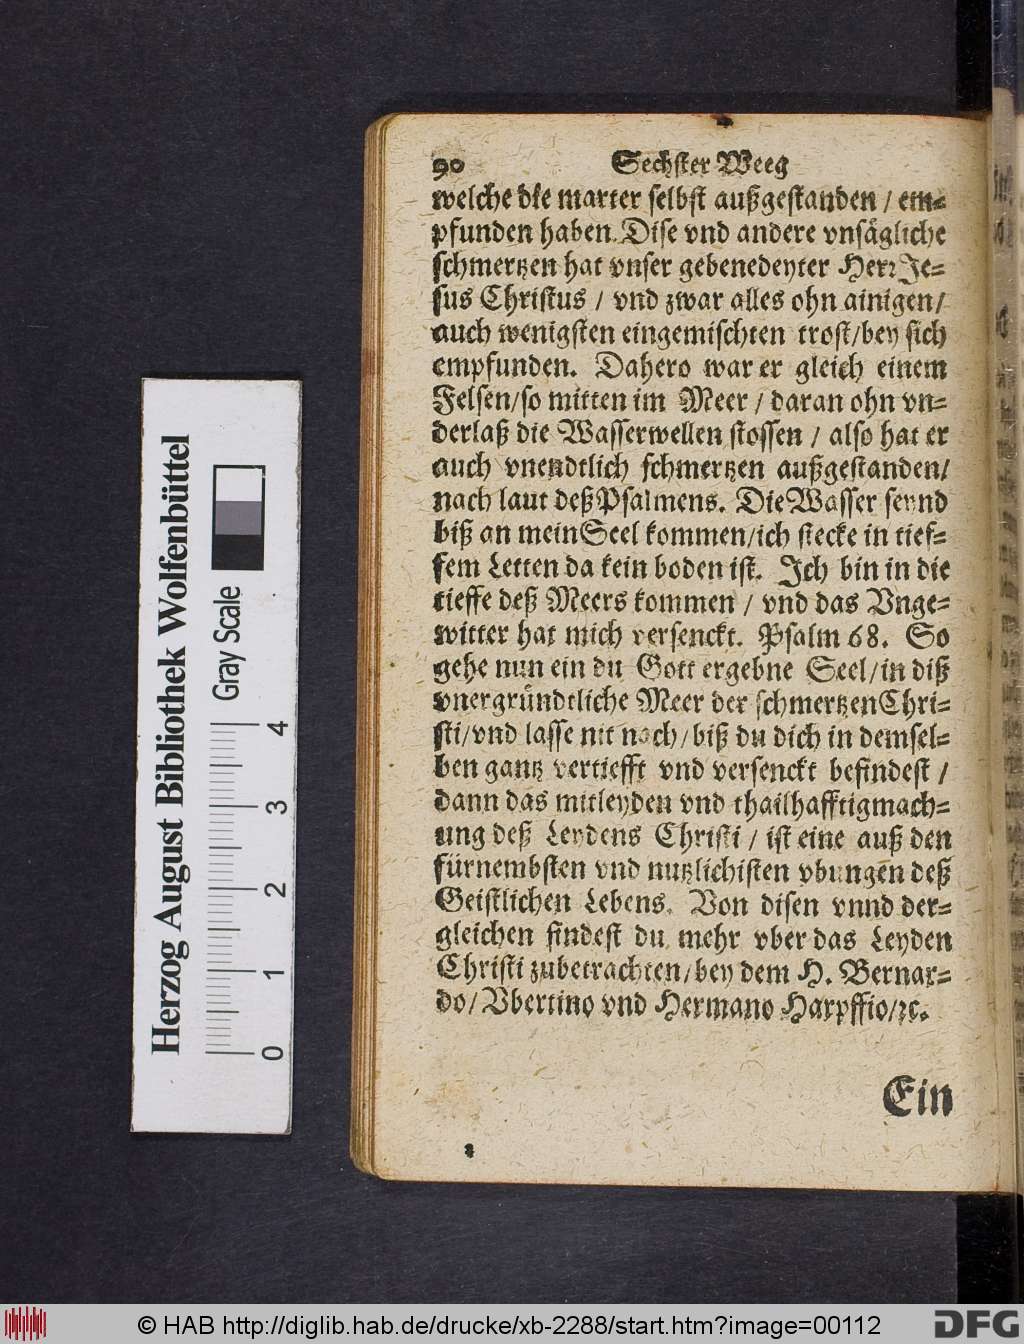 90 Sechster Weeg
welche die marter selbst außgestanden / em=
pfunden haben. Dise vnd andere vnsägliche
schmertzen hat vnser gebenedeyter Herr Je=
sus Christus / vnd zwar alles ohn ainigen/
auch wenigsten eingemischten trost/bey sich
empfunden. Dahero war er gleich einem
Felsen/so mitten im Meer / daran ohn vn=
derlaß die Wasserwellen stossen / also hat er
auch vnendtlich schmertzen außgestanden/
nach laut deß Psalmens. Die Wasser seynd
biß an mein Seel kommen/ich stecke in tief=
fem Letten da kein boden ist. Ich bin in die
tieffe deß Meers kommen / vnd das Vnge=
witter hat mich versenckt. Psalm 68. So
gehe nun ein du Gott ergebne Seel/in diß
vnergründtliche Meer der schmertzen Chri=
sti/vnd lasse nit nach/biß du dich in demsel=
ben gantz vertiefft vnd versenckt befindest /
dann das mitleyden vnd thailhafftigmach=
ung deß Leydens Christi / ist eine auß den
fürnembsten vnd nutzlichisten vbungen deß
Geistlichen Lebens. Von disen vnnd der=
gleichen findest du mehr vber das Leyden
Christi zubetrachten/bey dem H. Bernar=
do/Vbertino vnd Hermano Harpffio/ꝛc.
Ein
Herzog August Bibliothek Wolfenbüttel
Gray Scale
0 1 2 3 4
© HAB http://diglib.hab.de/drucke/xb-2288/start.htm?image=00112
DFG